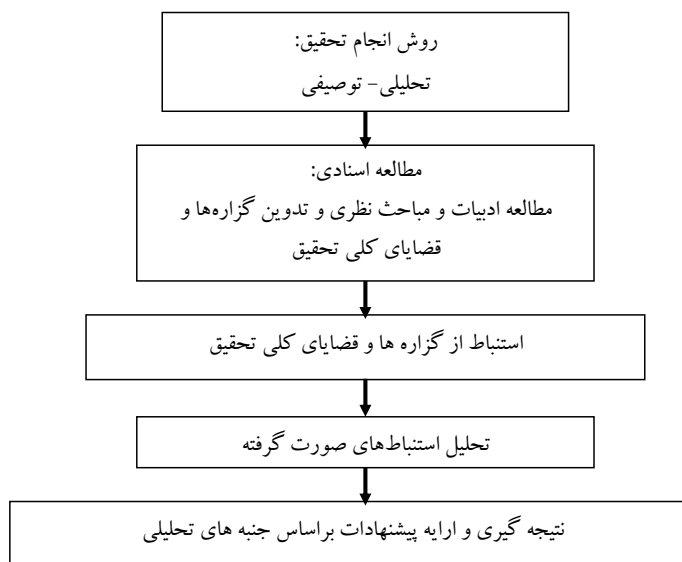 روش انجام تحقیق:
تحلیلی- توصیفی
مطالعه اسنادی:
مطالعه ادبیات و مباحث نظری و تدوین گزاره‌ها و
قضایای کلی تحقیق
استنباط از گزاره ها و قضایای کلی تحقیق
تحلیل استنباط‌های صورت گرفته
نتیجه گیری و ارایه پیشنهادات براساس جنبه های تحلیلی